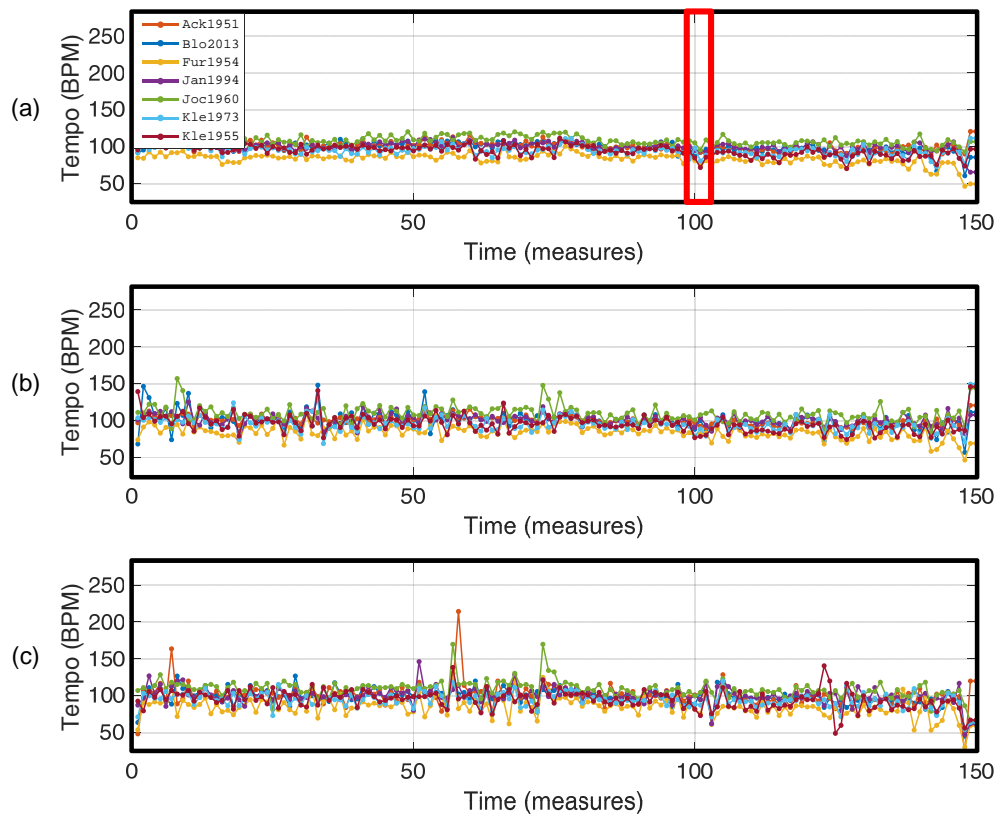 (a)
Tempo (BPM)
250
200
150
100
50
Ack1951
Blo2013
Fur1954
Jan1994
Joc1960
Kle1973
Kle1955
0 50 100 150
Time (measures)
(b)
Tempo (BPM)
250
200
150
100
50
0 50 100 150
Time (measures)
(c)
Tempo (BPM)
250
200
150
100
50
0 50 100 150
Time (measures)